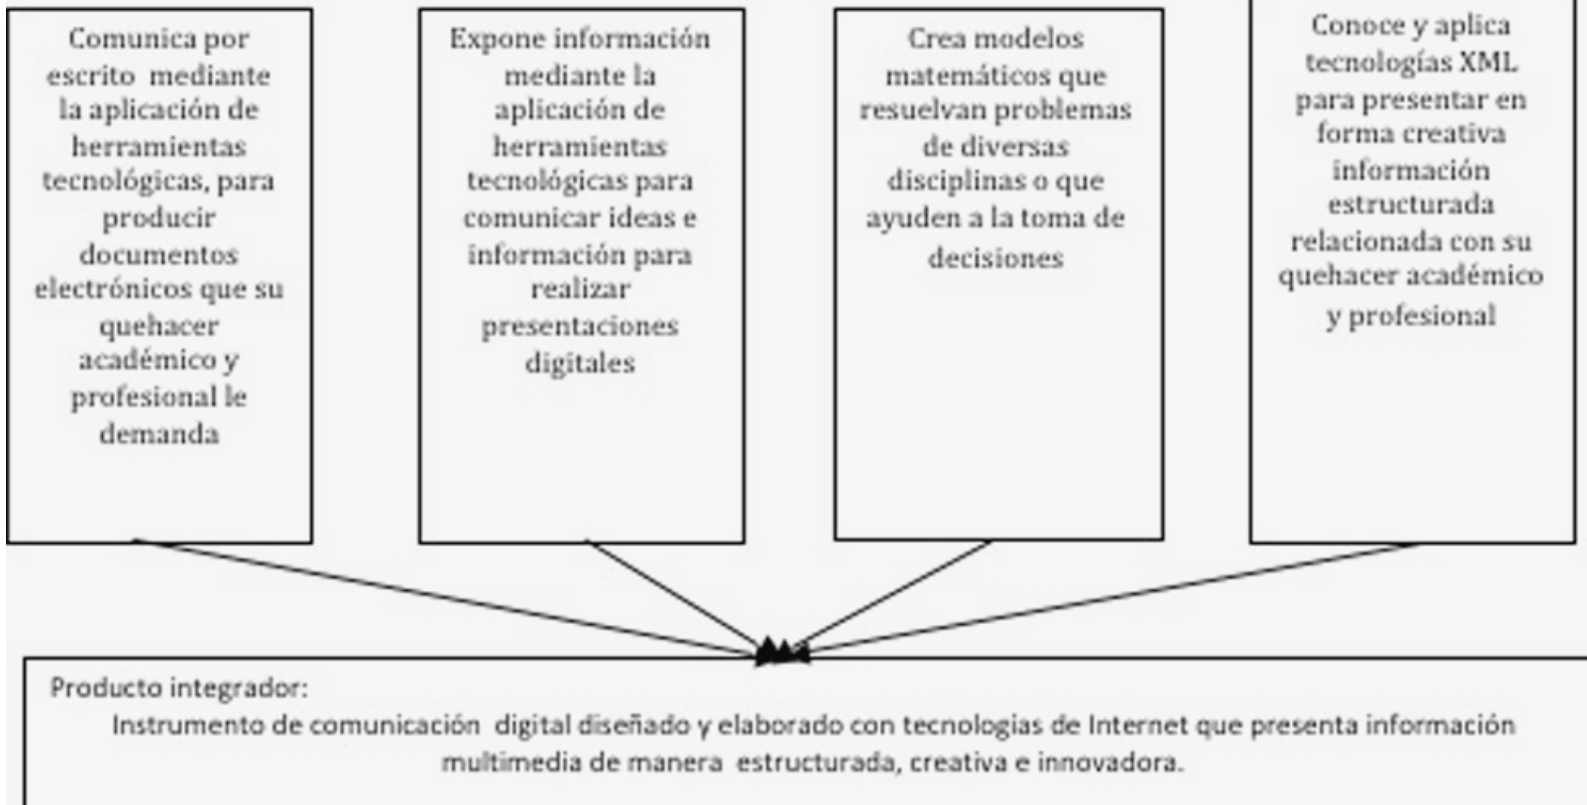 Comunica por
escrito mediante
la aplicación de
herramientas
tecnológicas, para
producir
documentos
electrónicos que su
quehacer
académico y
profesional le
demanda
Expone información
mediante la
aplicación de
herramientas
tecnológicas para
comunicar ideas e
información para
realizar
presentaciones
digitales
Crea modelos
matemáticos que
resuelvan problemas
de diversas
disciplinas o que
ayuden a la toma de
decisiones
Conoce y aplica
tecnologías XML
para presentar en
forma creativa
información
estructurada
relacionada con su
quehacer académico
y profesional
Producto integrador:
Instrumento de comunicación digital diseñado y elaborado con tecnologías de Internet que presenta información
multimedia de manera estructurada, creativa e innovadora.